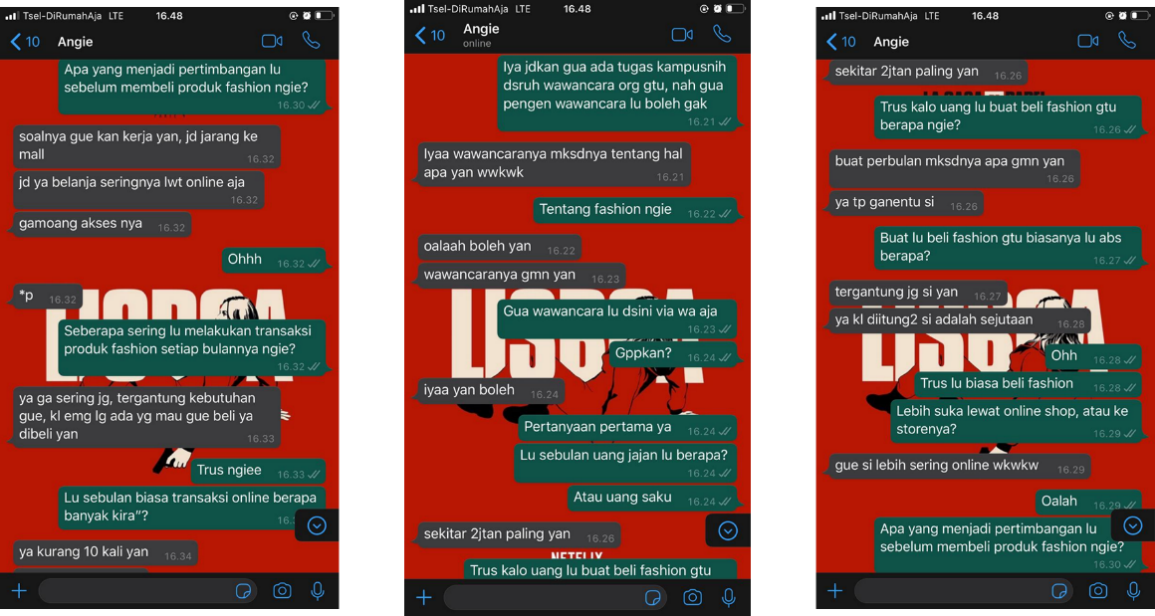 Tsel-DiRumahAja LTE 16.48
10 Angie
Apa yang menjadi pertimbangan lu
sebelum membeli produk fashion ngie?
16.30
soalnya gue kan kerja yan, jd jarang ke
mall
16.32
jd ya belanja seringnya lwt online aja
16.32
gamoang akses nya 16.32
Ohhh 16.32
*p 16.32
LISBOA
Seberapa sering lu melakukan transaksi
produk fashion setiap bulannya ngie?
16.32
ya ga sering jg, tergantung kebutuhan
gue, kl emg lg ada yg mau gue beli ya
dibeli yan
16.33
Trus ngiee 16.33
Lu sebulan biasa transaksi online berapa
banyak kira"?
16.
ya kurang 10 kali yan 16.34
Tsel-DiRumahAja LTE 16.48
10 Angie
online
Iya jdkan gua ada tugas kampusnih
dsruh wawancara org gtu, nah gua
pengen wawancara lu boleh gak
16.21
Iyaa wawancaranya mksdnya tentang hal
apa yan wwkwk
16.21
Tentang fashion ngie 16.22
oalaah boleh yan 16.22
wawancaranya gmn yan 16.23
LISBOA
Gua wawancara lu dsini via wa aja
16.23
Gppkan? 16.24
iyaa yan boleh 16.24
Pertanyaan pertama ya 16.24
Lu sebulan uang jajan lu berapa?
16.24
Atau uang saku 16.24
sekitar 2jtan paling yan 16.26
NETFLIX
Trus kalo uang lu buat beli fashion gtu
Tsel-DiRumahAja LTE 16.48
10 Angie
sekitar 2jtan paling yan 16.26
Trus kalo uang lu buat beli fashion gtu
berapa ngie?
16.26
buat perbulan mksdnya apa gmn yan
16.26
ya tp ganentu si 16.26
Buat lu beli fashion gtu biasanya lu abs
berapa?
16.27
tergantung jg si yan 16.27
ya kl diitung2 si adalah sejutaan 16.28
LISBOA
Ohh 16.28
Trus lu biasa beli fashion 16.28
Lebih suka lewat online shop, atau ke
storenya?
16.29
gue si lebih sering online wkwkw 16.29
Oalah 16.29
Apa yang menjadi pertimbangan lu
sebelum membeli produk fashion ngie?
16.30